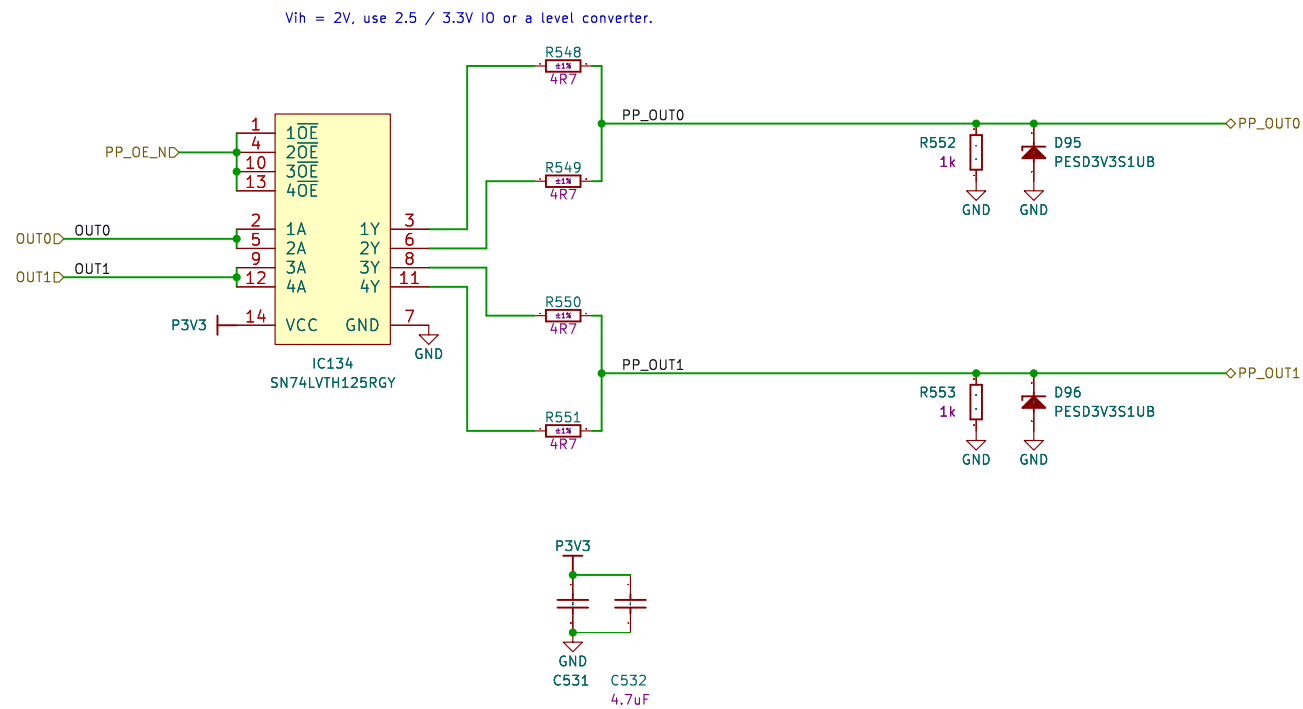 Vih = 2V, use 2.5 / 3.3V IO or a level converter.
R548
±1%
4R7
PP_OUT0
PP_OUT0
R552
1k
GND
D95
PESD3V3S1UB
GND
R549
±1%
4R7
PP_OE_N
1 1OE
4 2OE
10 3OE
13 4OE
OUT0 OUT0
2 1A 1Y 3
5 2A 2Y 6
OUT1 OUT1
9 3A 3Y 8
12 4A 4Y 11
P3V3 14 VCC GND 7
GND
IC134
SN74LVTH125RGY
R550
±1%
4R7
PP_OUT1
PP_OUT1
R553
1k
GND
D96
PESD3V3S1UB
GND
R551
±1%
4R7
P3V3
GND
C531 C532
4.7uF